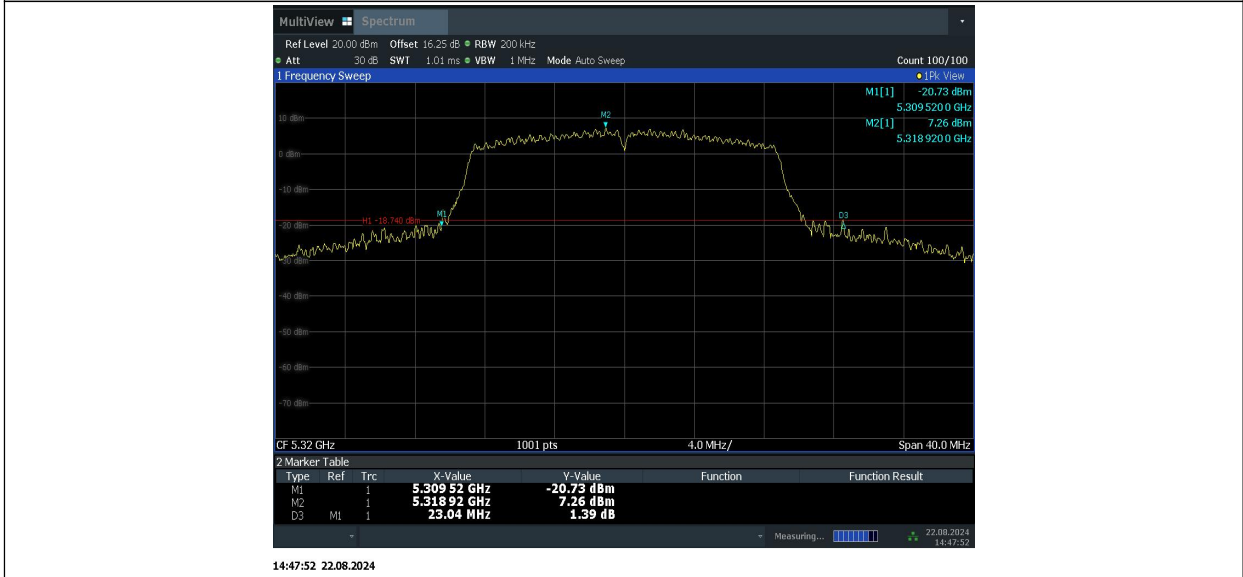 MultiView Spectrum
Ref Level 20.00 dBm Offset 16.25 dB RBW 200 kHz
Att 30 dB SWT 1.01 ms VBW 1 MHz Mode Auto Sweep Count 100/100
1 Frequency Sweep 1Pk View
M1[1] -20.73 dBm
5.309 520 0 GHz
M2[1] 7.26 dBm
5.318 920 0 GHz
M2
10 dBm
0 dBm
-10 dBm
M1
D3
H1 -18.740 dBm
-20 dBm
-30 dBm
-40 dBm
-50 dBm
-60 dBm
-70 dBm
CF 5.32 GHz 1001 pts 4.0 MHz/ Span 40.0 MHz
2 Marker Table
Type Ref Trc X-Value Y-Value Function Function Result
M1 1 5.309 52 GHz -20.73 dBm
M2 1 5.318 92 GHz 7.26 dBm
D3 M1 1 23.04 MHz 1.39 dB
Measuring... 22.08.2024
14:47:52
14:47:52 22.08.2024